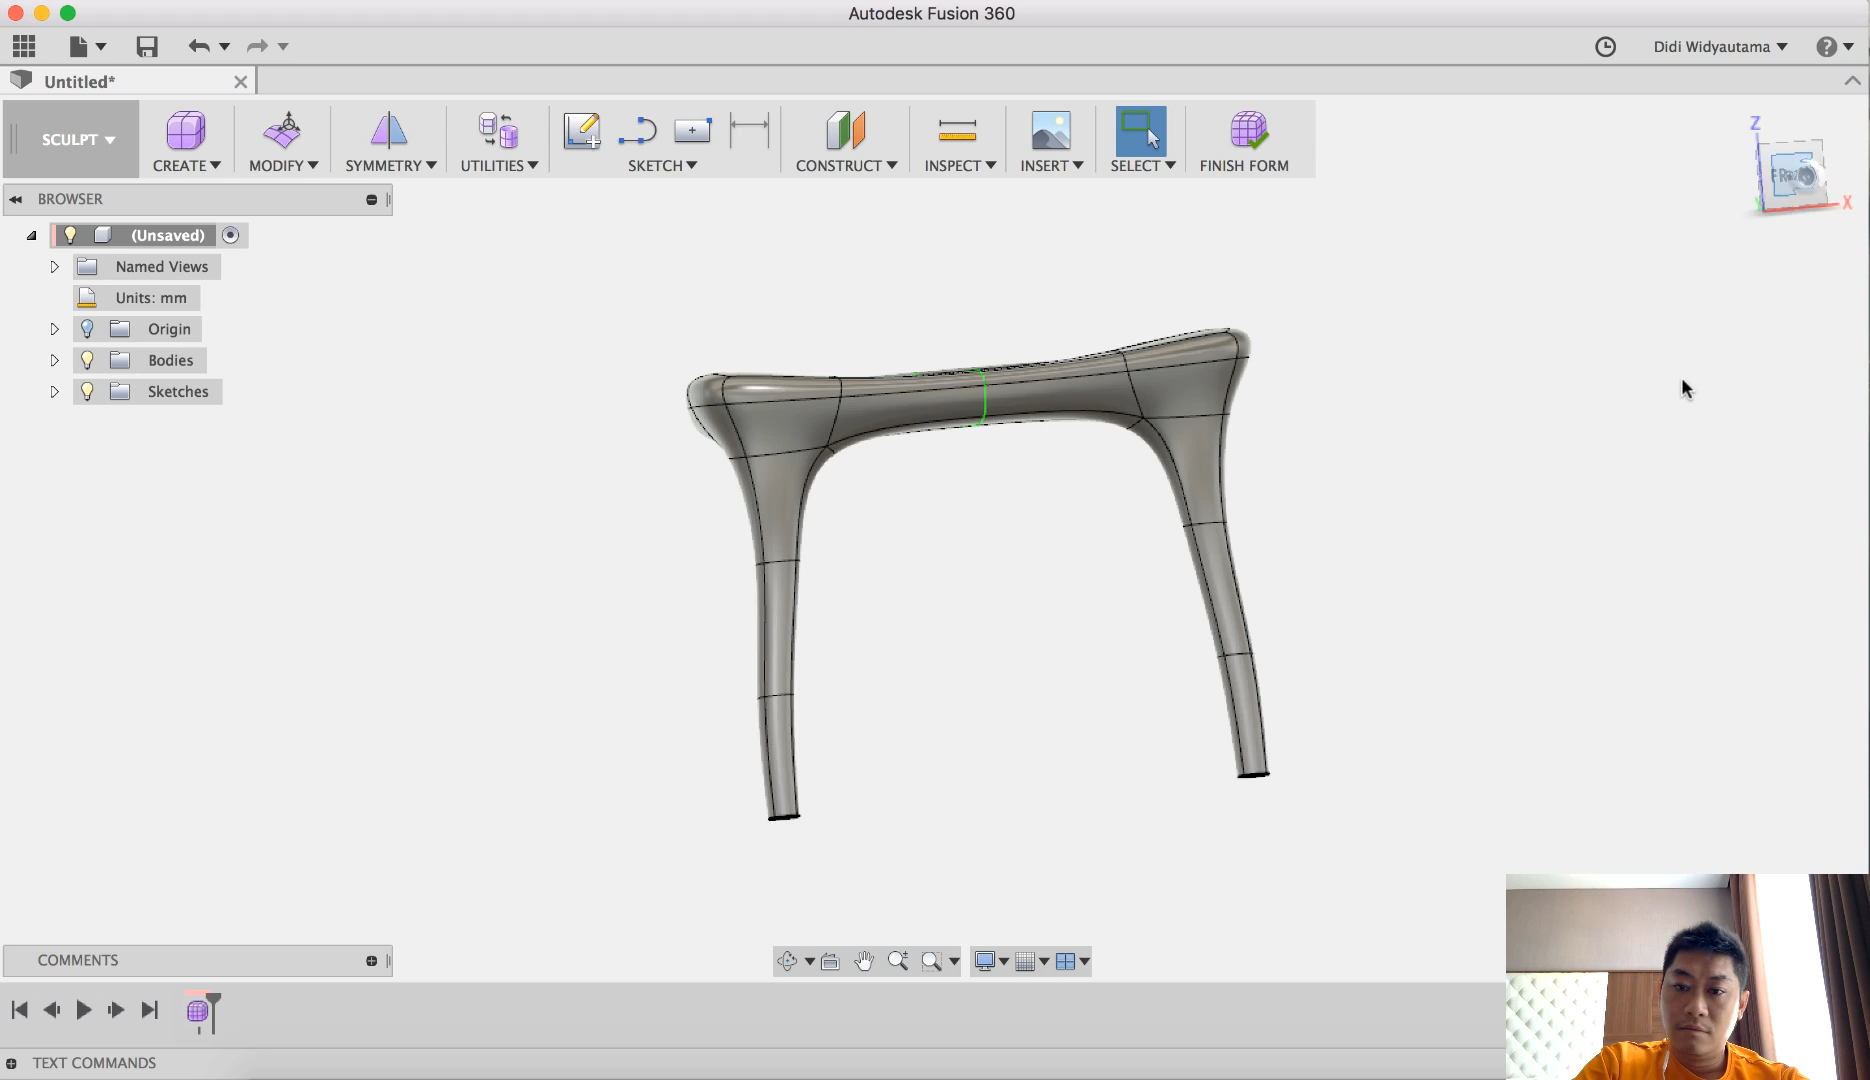 Autodesk Fusion 360
Didi Widyautama
Untitled*
SCULPT
CREATE
MODIFY
SYMMETRY
UTILITIES
SKETCH
CONSTRUCT
INSPECT
INSERT
SELECT
FINISH FORM
Z
X
BROWSER
(Unsaved)
Named Views
Units: mm
Origin
Bodies
Sketches
COMMENTS
TEXT COMMANDS